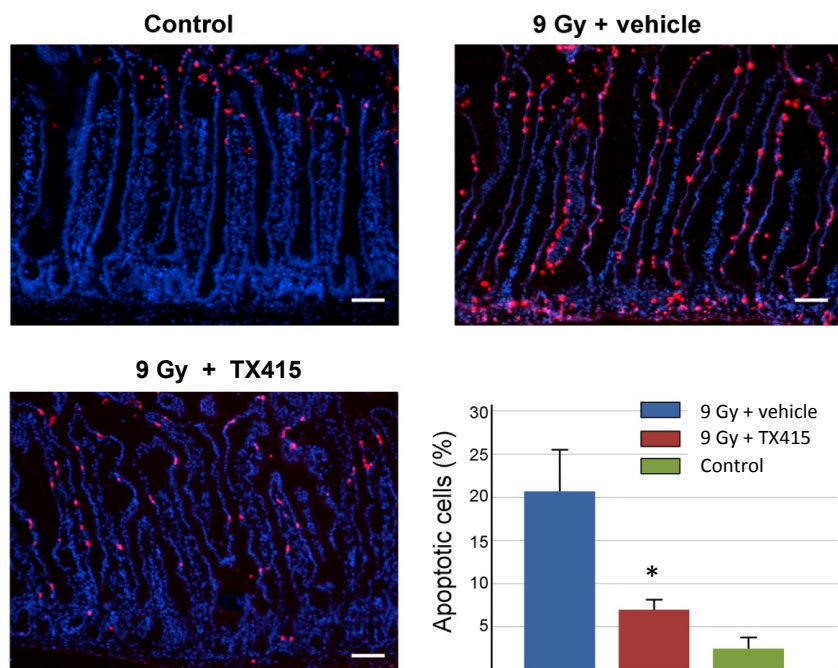 Control
9 Gy + vehicle
9 Gy + TX415
Apoptotic cells (%)
30
25
20
15
10
5
*
9 Gy + vehicle
9 Gy + TX415
Control